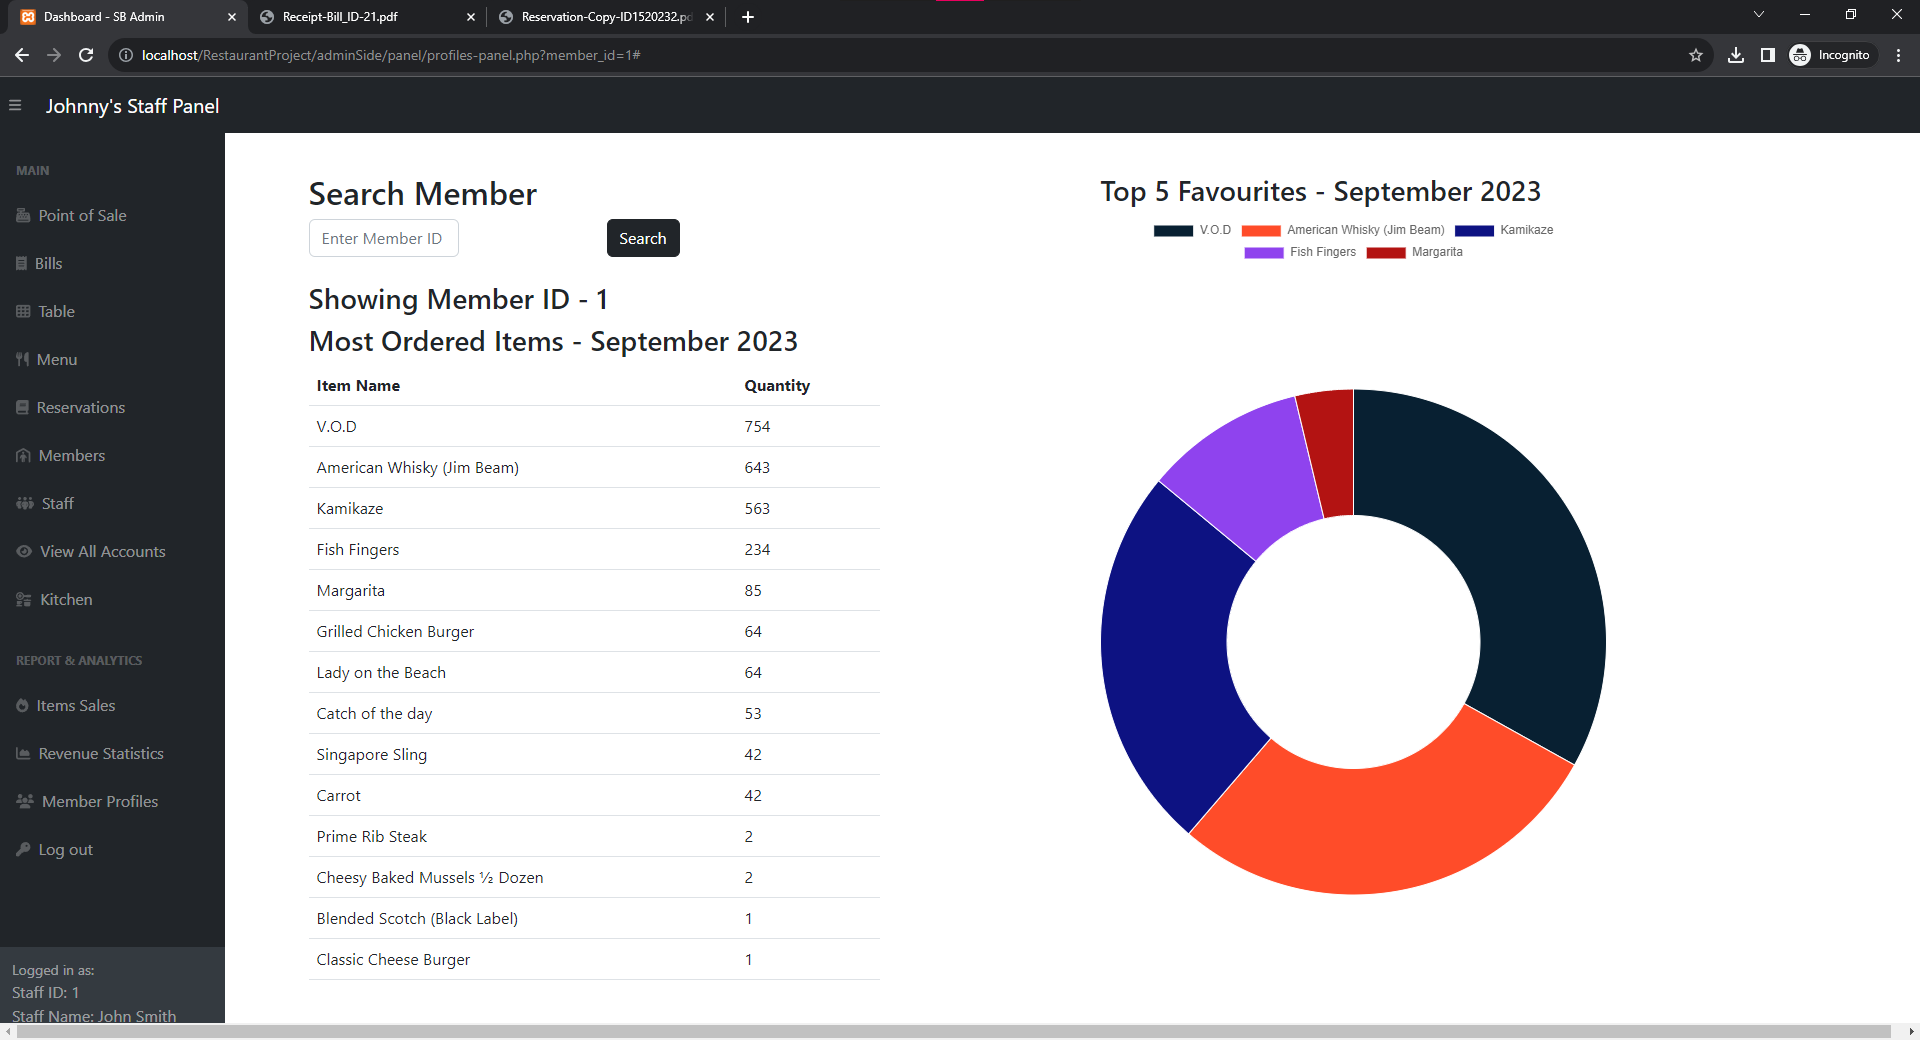 Dashboard - SB Admin
Receipt-Bill_ID-21.pdf
Reservation-Copy-ID1520232.pd
localhost/RestaurantProject/adminSide/panel/profiles-panel.php?member_id=1#
Incognito
Johnny's Staff Panel
MAIN
Point of Sale
Bills
Table
Menu
Reservations
Members
Staff
View All Accounts
Kitchen
REPORT & ANALYTICS
Items Sales
Revenue Statistics
Member Profiles
Log out
Logged in as:
Staff ID: 1
Staff Name: John Smith
Search Member
Enter Member ID
Search
Showing Member ID - 1
Most Ordered Items - September 2023
Item Name Quantity
V.O.D 754
American Whisky (Jim Beam) 643
Kamikaze 563
Fish Fingers 234
Margarita 85
Grilled Chicken Burger 64
Lady on the Beach 64
Catch of the day 53
Singapore Sling 42
Carrot 42
Prime Rib Steak 2
Cheesy Baked Mussels ½ Dozen 2
Blended Scotch (Black Label) 1
Classic Cheese Burger 1
Top 5 Favourites - September 2023
V.O.D American Whisky (Jim Beam) Kamikaze
Fish Fingers Margarita